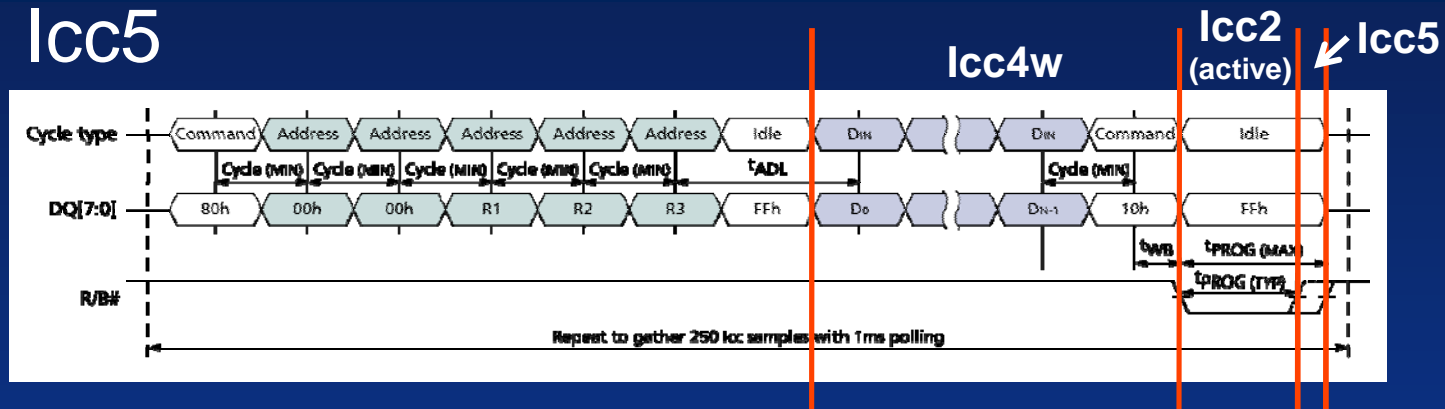 Icc5
Icc4w
Icc2
(active)
Icc5
Cycle type
Command Address Address Address Address Address Idle DIN DIN Command Idle
Cycle (MIN) Cycle (MIN) Cycle (MIN) Cycle (MIN) Cycle (MIN) tADL Cycle (MIN)
DQ[7:0] 80h 00h 00h R1 R2 R3 FFh D0 DN-1 10h FFh
tWB tPROG (MAX)
tPROG (TYP)
R/B#
Repeat to gather 250 Icc samples with 1ms polling